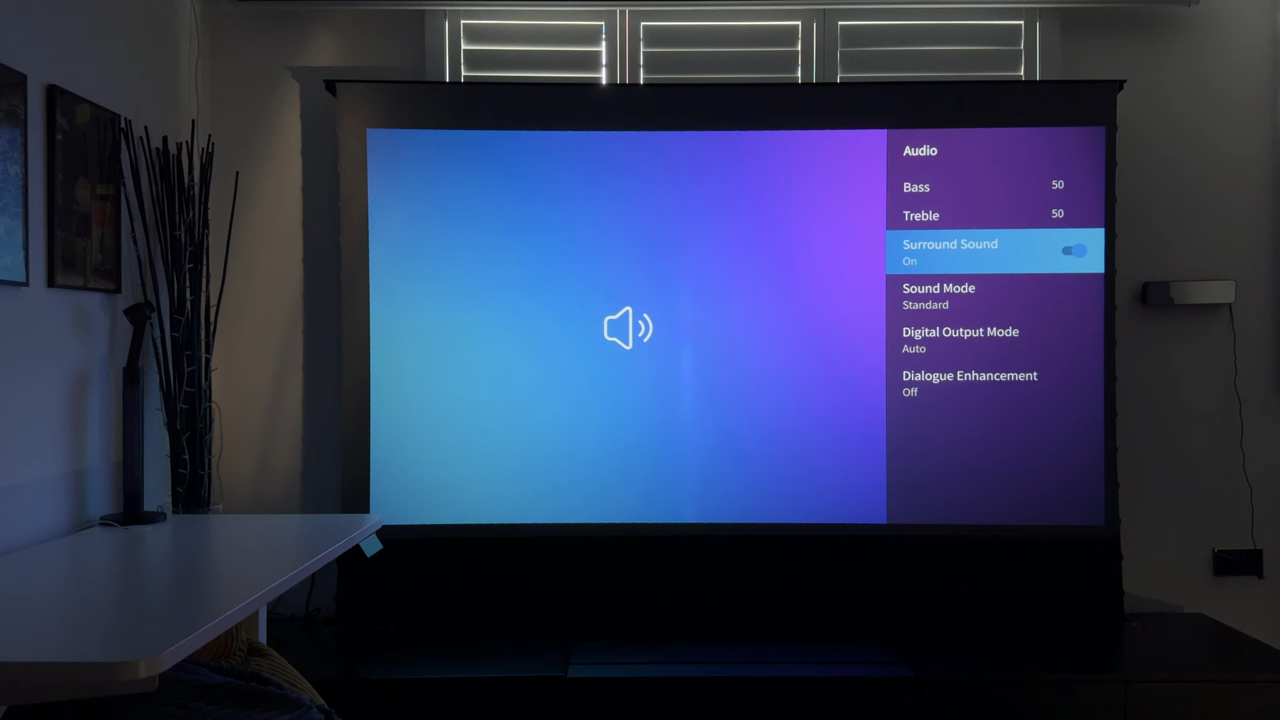 Audio
Bass 50
Treble 50
Surround Sound
On
Sound Mode
Standard
Digital Output Mode
Auto
Dialogue Enhancement
Off